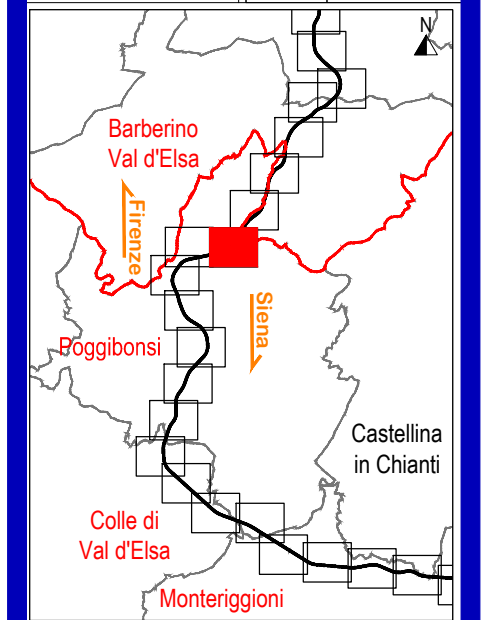 N
Barberino
Val d'Elsa
Firenze
Siena
Poggibonsi
Castellina
in Chianti
Colle di
Val d'Elsa
Monteriggioni